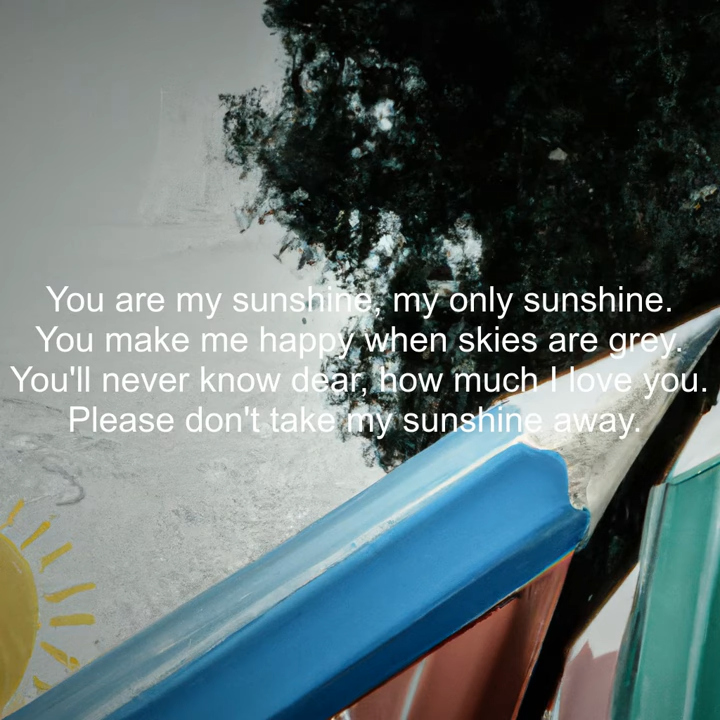 You are my sunshine, my only sunshine.
You make me happy when skies are grey.
You'll never know dear, how much I love you.
Please don't take my sunshine away.